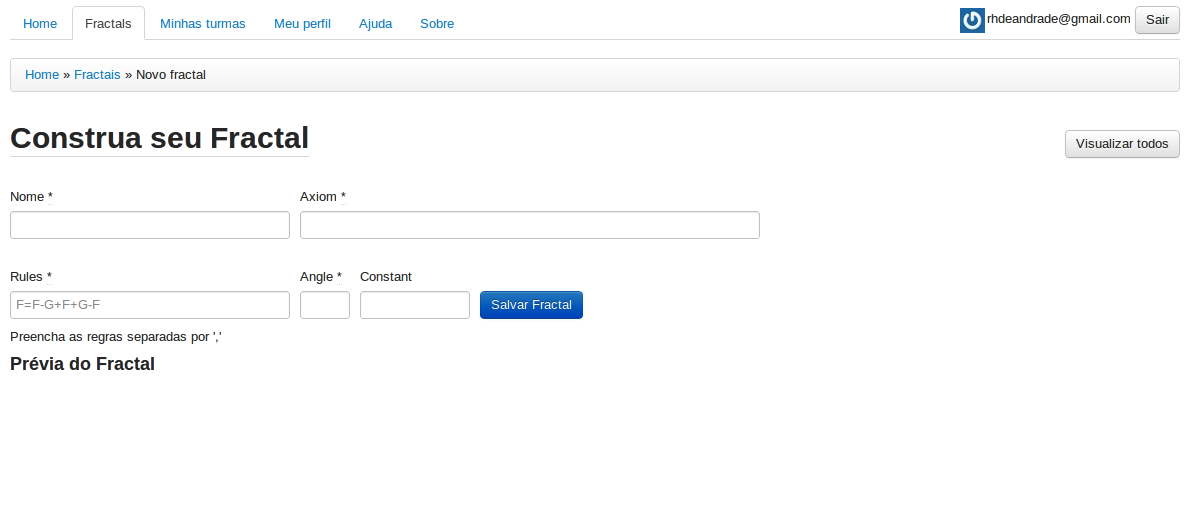 Home Fractals Minhas turmas Meu perfil Ajuda Sobre rhdeandrade@gmail.com Sair
Home » Fractais » Novo fractal
Construa seu Fractal Visualizar todos
Nome * Axiom *
Rules * Angle * Constant
F=F-G+F+G-F Salvar Fractal
Preencha as regras separadas por ','
Prévia do Fractal